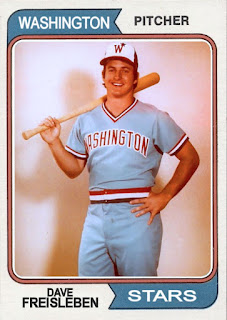 WASHINGTON PITCHER
W
WASHINGTON
DAVE
FREISLEBEN
STARS